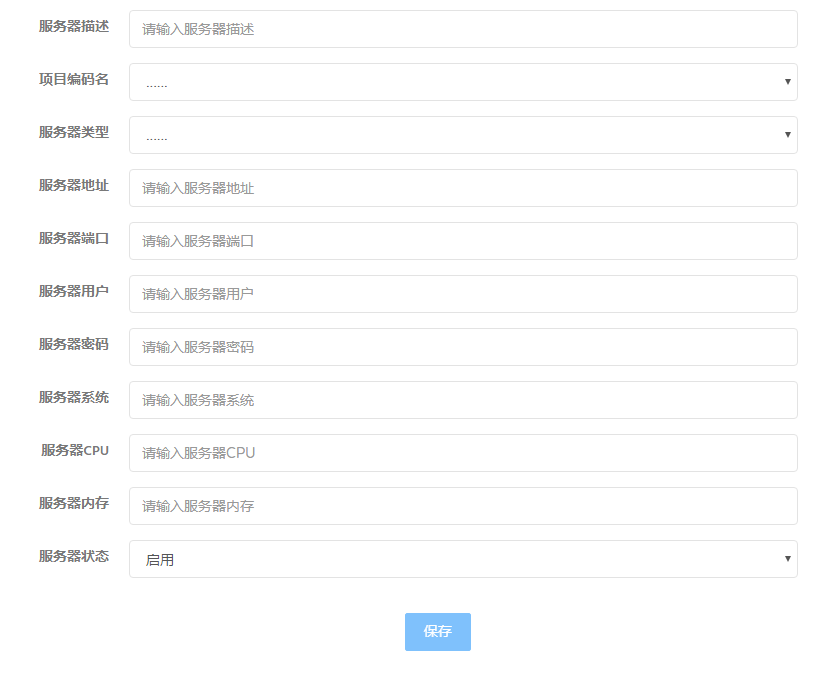 服务器描述 请输入服务器描述
项目编码名 ......
服务器类型 ......
服务器地址 请输入服务器地址
服务器端口 请输入服务器端口
服务器用户 请输入服务器用户
服务器密码 请输入服务器密码
服务器系统 请输入服务器系统
服务器CPU 请输入服务器CPU
服务器内存 请输入服务器内存
服务器状态 启用
保存